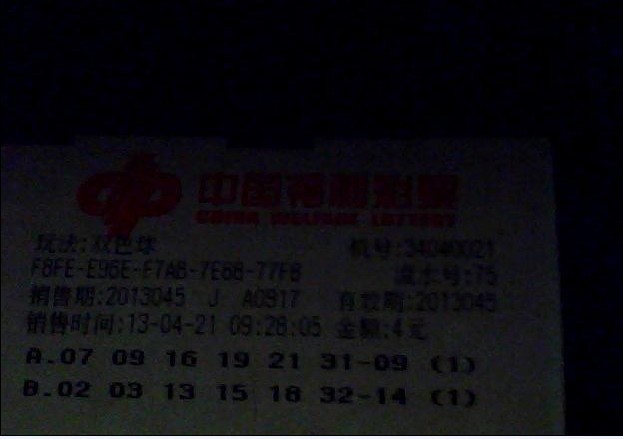 中国福利彩票
CHINA WELFARE LOTTERY
玩法:双色球 机号:34040021
F8FE-E96E-F7AB-7E68-77FB 流水号:75
销售期:2013045 J A0917 有效期:2013045
销售时间:13-04-21 09:28:05 金额:4元
A.07 09 16 19 21 31-09 (1)
B.02 03 13 15 18 32-14 (1)